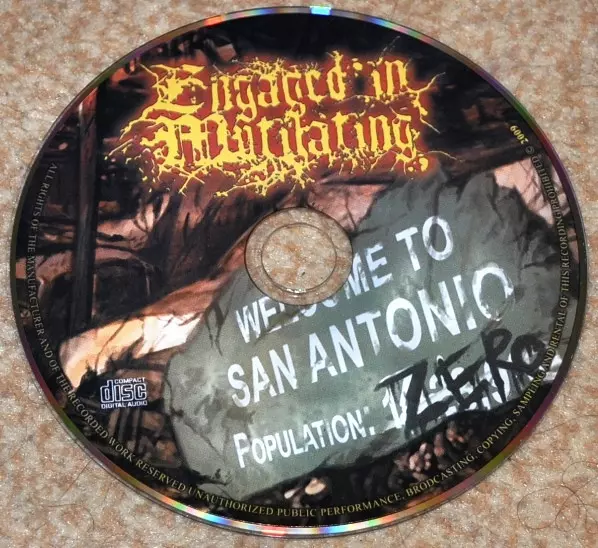 Engaged in
Mutilating
WELCOME TO
SAN ANTONIO
POPULATION:
ZERO
COMPACT
disc
DIGITAL AUDIO
ALL RIGHTS OF THE MANUFACTURER AND OF THE RECORDED WORK RESERVED UNAUTHORIZED PUBLIC PERFORMANCE, BRODCASTING, COPYING, SAMPLING AND RENTAL OF THIS RECORDING PROHIBITED © 2009